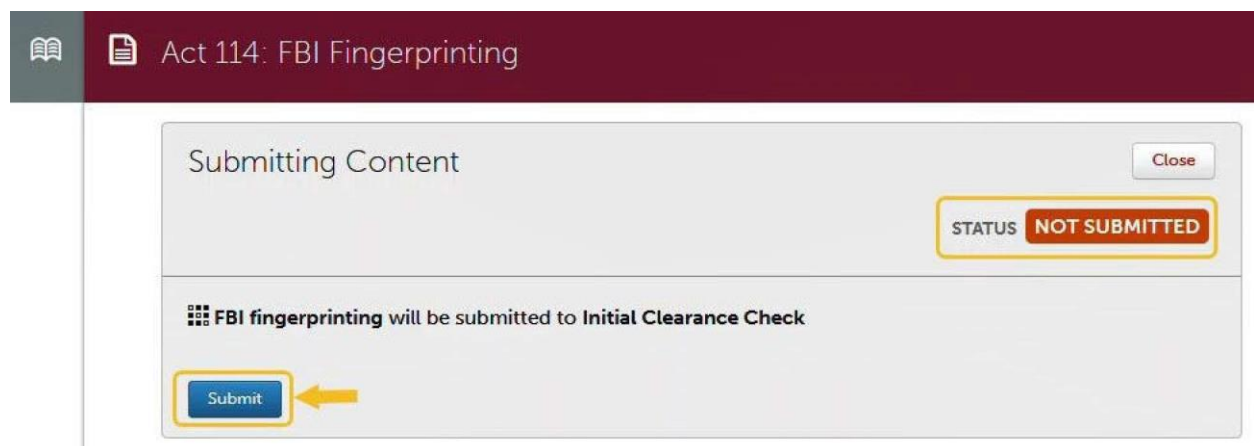 Act 114: FBI Fingerprinting
Submitting Content
Close
STATUS NOT SUBMITTED
FBI fingerprinting will be submitted to Initial Clearance Check
Submit